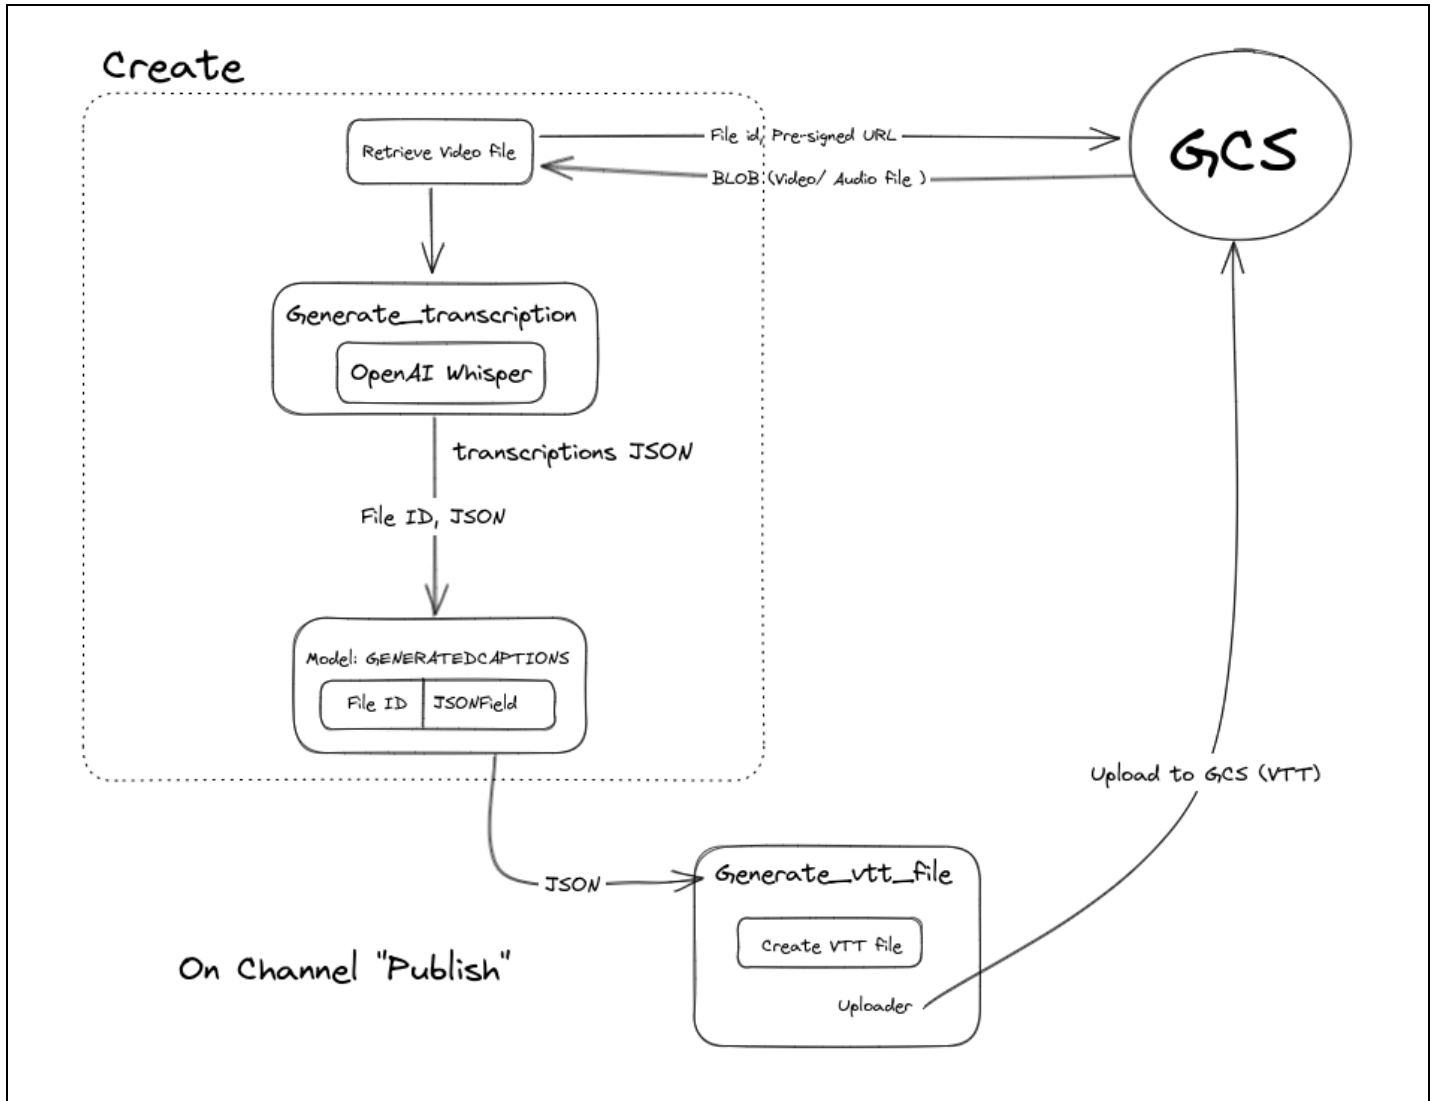 Create
Retrieve Video file
File id, Pre-signed URL
BLOB (Video/ Audio file )
GCS
Generate_transcription
OpenAI Whisper
transcriptions JSON
File ID, JSON
Model: GENERATEDCAPTIONS
File ID JSONField
Upload to GCS (VTT)
JSON
Generate_vtt_file
Create VTT file
Uploader
On Channel "Publish"